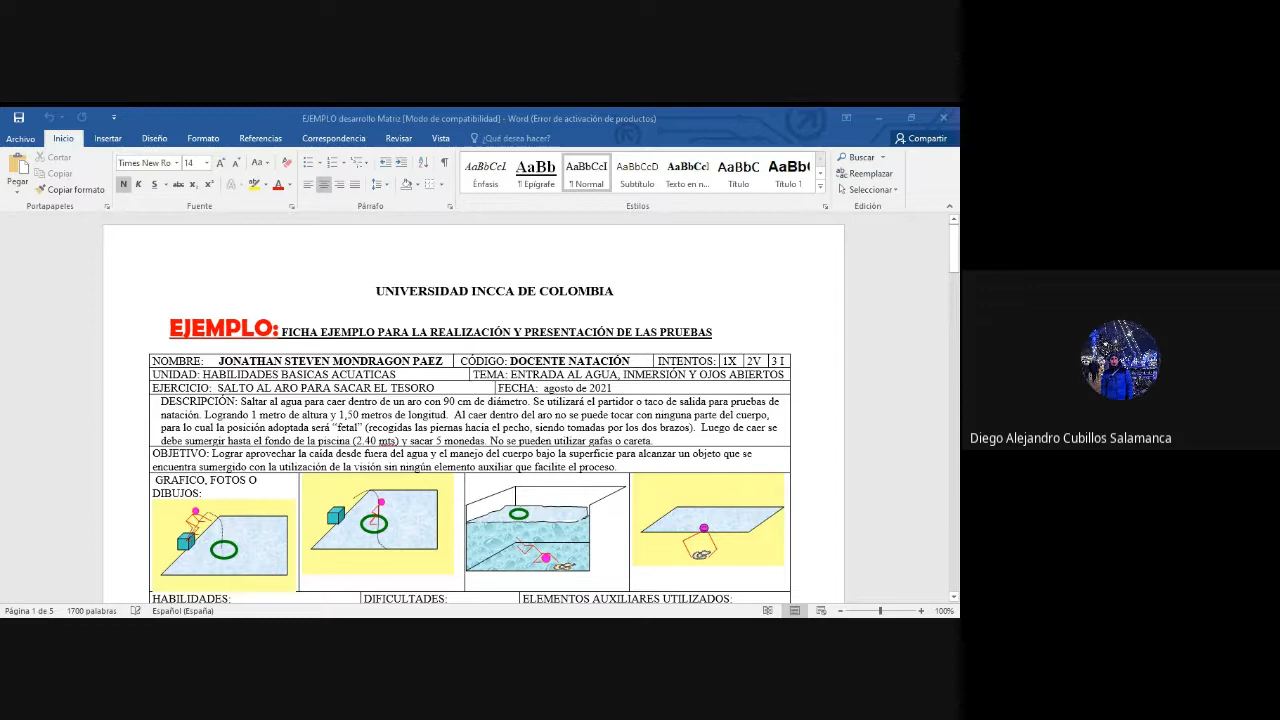 EJEMPLO desarrollo Matriz [Modo de compatibilidad] - Word (Error de activación de productos)
Archivo Inicio Insertar Diseño Formato Referencias Correspondencia Revisar Vista ¿Qué desea hacer? Compartir
Pegar
Cortar
Copiar
Copiar formato
Portapapeles
Times New Ro 14
N K S abc x₂ x²
Fuente
Párrafo
AaBbCcI AaBb AaBbCcI AaBbCcD AaBbCcI AaBbC AaBb(
Énfasis ¶ Epígrafe ¶ Normal Subtítulo Texto en n... Título Título 1
Estilos
Buscar
Reemplazar
Seleccionar
Edición
UNIVERSIDAD INCCA DE COLOMBIA
EJEMPLO: FICHA EJEMPLO PARA LA REALIZACIÓN Y PRESENTACIÓN DE LAS PRUEBAS
NOMBRE: JONATHAN STEVEN MONDRAGON PAEZ CÓDIGO: DOCENTE NATACIÓN INTENTOS: 1X 2V 3 I
UNIDAD: HABILIDADES BASICAS ACUATICAS TEMA: ENTRADA AL AGUA, INMERSIÓN Y OJOS ABIERTOS
EJERCICIO: SALTO AL ARO PARA SACAR EL TESORO FECHA: agosto de 2021
DESCRIPCIÓN: Saltar al agua para caer dentro de un aro con 90 cm de diámetro. Se utilizará el partidor o taco de salida para pruebas de
natación. Logrando 1 metro de altura y 1,50 metros de longitud. Al caer dentro del aro no se puede tocar con ninguna parte del cuerpo,
para lo cual la posición adoptada será “fetal” (recogidas las piernas hacia el pecho, siendo tomadas por los dos brazos). Luego de caer se
debe sumergir hasta el fondo de la piscina (2.40 mts) y sacar 5 monedas. No se pueden utilizar gafas o careta.
OBJETIVO: Lograr aprovechar la caída desde fuera del agua y el manejo del cuerpo bajo la superficie para alcanzar un objeto que se
encuentra sumergido con la utilización de la visión sin ningún elemento auxiliar que facilite el proceso.
GRAFICO, FOTOS O
DIBUJOS:
HABILIDADES: DIFICULTADES: ELEMENTOS AUXILIARES UTILIZADOS:
Página 1 de 5 1700 palabras Español (España) 100%
Diego Alejandro Cubillos Salamanca